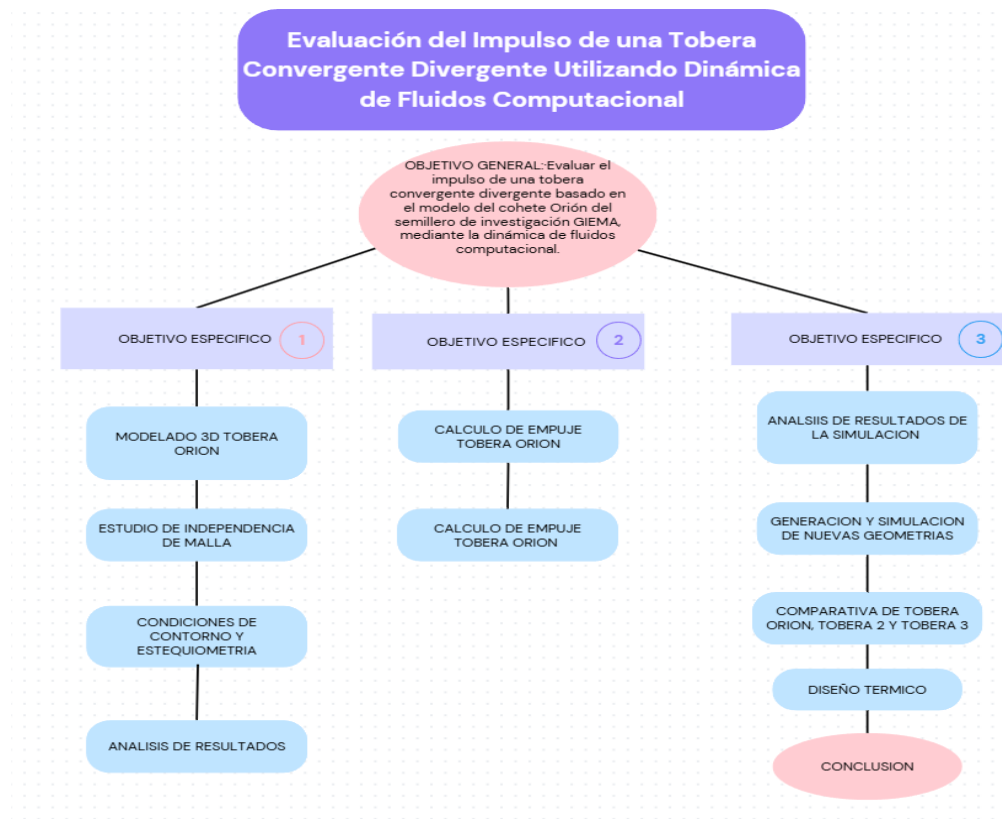 Evaluación del Impulso de una Tobera
Convergente Divergente Utilizando Dinámica
de Fluidos Computacional
OBJETIVO GENERAL: Evaluar el
impulso de una tobera
convergente divergente basado en
el modelo del cohete Orión del
semillero de investigación GIEMA,
mediante la dinámica de fluidos
computacional.
OBJETIVO ESPECIFICO 1
MODELADO 3D TOBERA
ORION
ESTUDIO DE INDEPENDENCIA
DE MALLA
CONDICIONES DE
CONTORNO Y
ESTEQUIOMETRIA
ANALISIS DE RESULTADOS
OBJETIVO ESPECIFICO 2
CALCULO DE EMPUJE
TOBERA ORION
CALCULO DE EMPUJE
TOBERA ORION
OBJETIVO ESPECIFICO 3
ANALSIIS DE RESULTADOS DE
LA SIMULACION
GENERACION Y SIMULACION
DE NUEVAS GEOMETRIAS
COMPARATIVA DE TOBERA
ORION, TOBERA 2 Y TOBERA 3
DISEÑO TERMICO
CONCLUSION